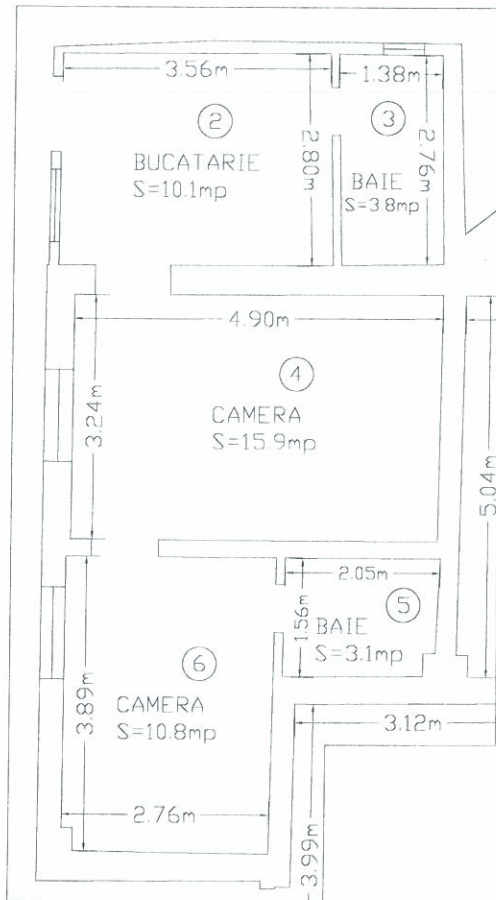 3.56m
1.38m
2
3
BUCATARIE
S=10.1mp
2.80m
BAIE
S=3.8mp
2.76m
4.90m
4
CAMERA
S=15.9mp
3.24m
5.04m
2.05m
5
1.56m
BAIE
S=3.1mp
6
CAMERA
S=10.8mp
3.89m
3.12m
2.76m
3.99m